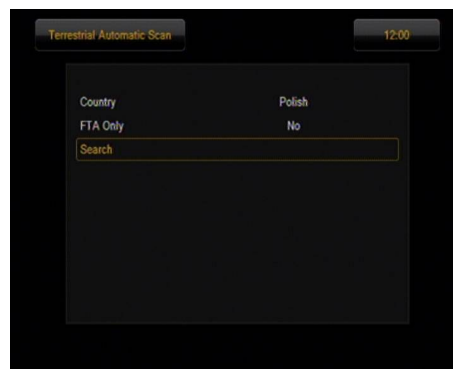 Terrestrial Automatic Scan 12:00
Country Polish
FTA Only No
Search